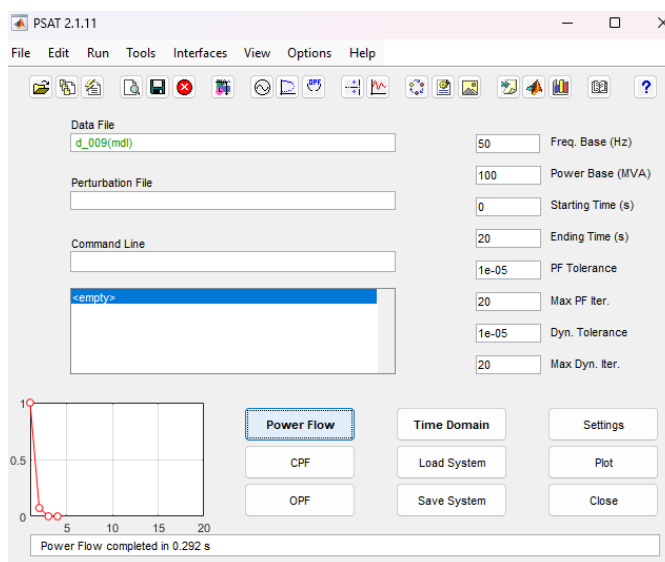 PSAT 2.1.11
File Edit Run Tools Interfaces View Options Help
OPF
?
Data File
d_009(mdl)
50 Freq. Base (Hz)
100 Power Base (MVA)
Perturbation File
0 Starting Time (s)
20 Ending Time (s)
Command Line
1e-05 PF Tolerance
<empty>
20 Max PF Iter.
1e-05 Dyn. Tolerance
20 Max Dyn. Iter.
1
0.5
0
5 10 15 20
Power Flow Time Domain Settings
CPF Load System Plot
OPF Save System Close
Power Flow completed in 0.292 s